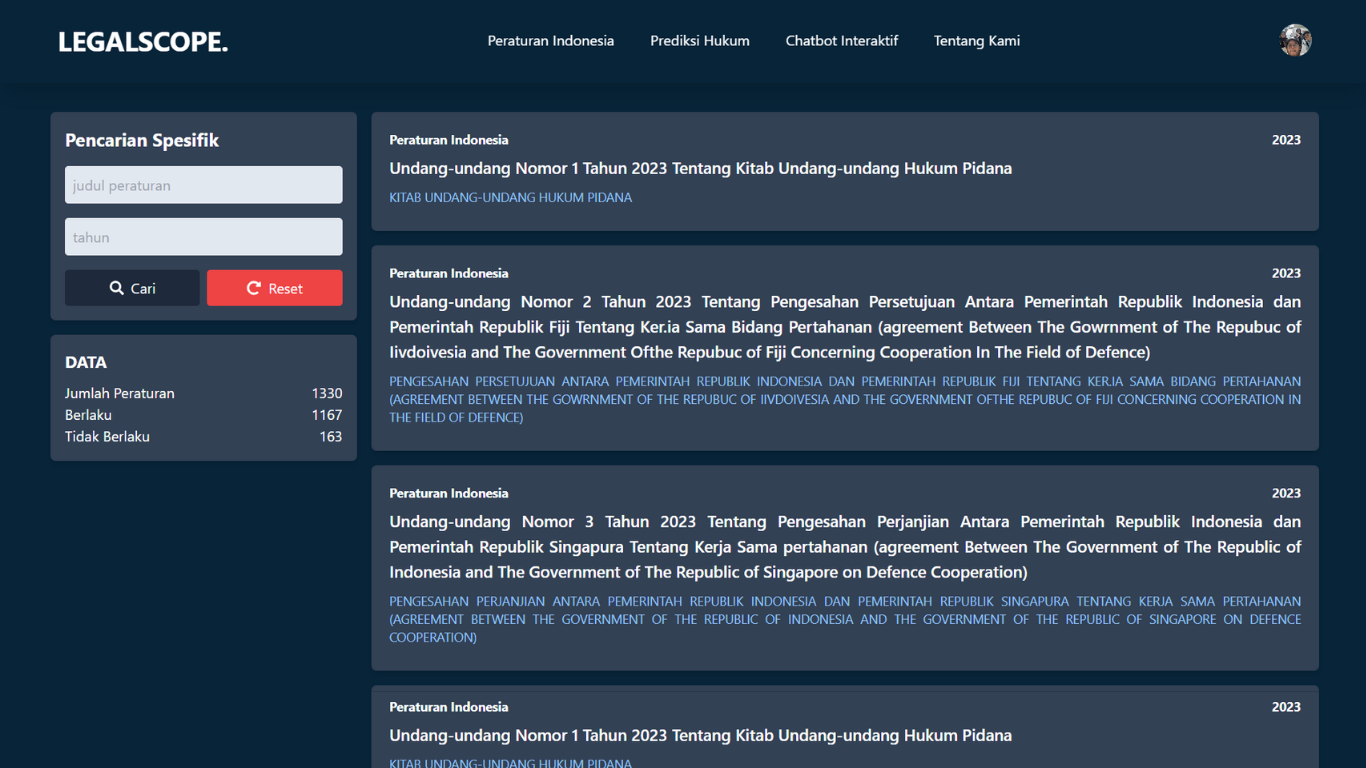 LEGALSCOPE.
Peraturan Indonesia
Prediksi Hukum
Chatbot Interaktif
Tentang Kami
Pencarian Spesifik
judul peraturan
tahun
Cari
Reset
DATA
Jumlah Peraturan 1330
Berlaku 1167
Tidak Berlaku 163
Peraturan Indonesia 2023
Undang-undang Nomor 1 Tahun 2023 Tentang Kitab Undang-undang Hukum Pidana
KITAB UNDANG-UNDANG HUKUM PIDANA
Peraturan Indonesia 2023
Undang-undang Nomor 2 Tahun 2023 Tentang Pengesahan Persetujuan Antara Pemerintah Republik Indonesia dan
Pemerintah Republik Fiji Tentang Ker.ia Sama Bidang Pertahanan (agreement Between The Gowrnment of The Repubuc of
Iivdoivesia and The Government Ofthe Repubuc of Fiji Concerning Cooperation In The Field of Defence)
PENGESAHAN PERSETUJUAN ANTARA PEMERINTAH REPUBLIK INDONESIA DAN PEMERINTAH REPUBLIK FIJI TENTANG KER.IA SAMA BIDANG PERTAHANAN
(AGREEMENT BETWEEN THE GOWRNMENT OF THE REPUBUC OF IIVDOIVESIA AND THE GOVERNMENT OFTHE REPUBUC OF FIJI CONCERNING COOPERATION IN
THE FIELD OF DEFENCE)
Peraturan Indonesia 2023
Undang-undang Nomor 3 Tahun 2023 Tentang Pengesahan Perjanjian Antara Pemerintah Republik Indonesia dan
Pemerintah Republik Singapura Tentang Kerja Sama pertahanan (agreement Between The Government of The Republic of
Indonesia and The Government of The Republic of Singapore on Defence Cooperation)
PENGESAHAN PERJANJIAN ANTARA PEMERINTAH REPUBLIK INDONESIA DAN PEMERINTAH REPUBLIK SINGAPURA TENTANG KERJA SAMA PERTAHANAN
(AGREEMENT BETWEEN THE GOVERNMENT OF THE REPUBLIC OF INDONESIA AND THE GOVERNMENT OF THE REPUBLIC OF SINGAPORE ON DEFENCE
COOPERATION)
Peraturan Indonesia 2023
Undang-undang Nomor 1 Tahun 2023 Tentang Kitab Undang-undang Hukum Pidana
KITAB UNDANG-UNDANG HUKUM PIDANA